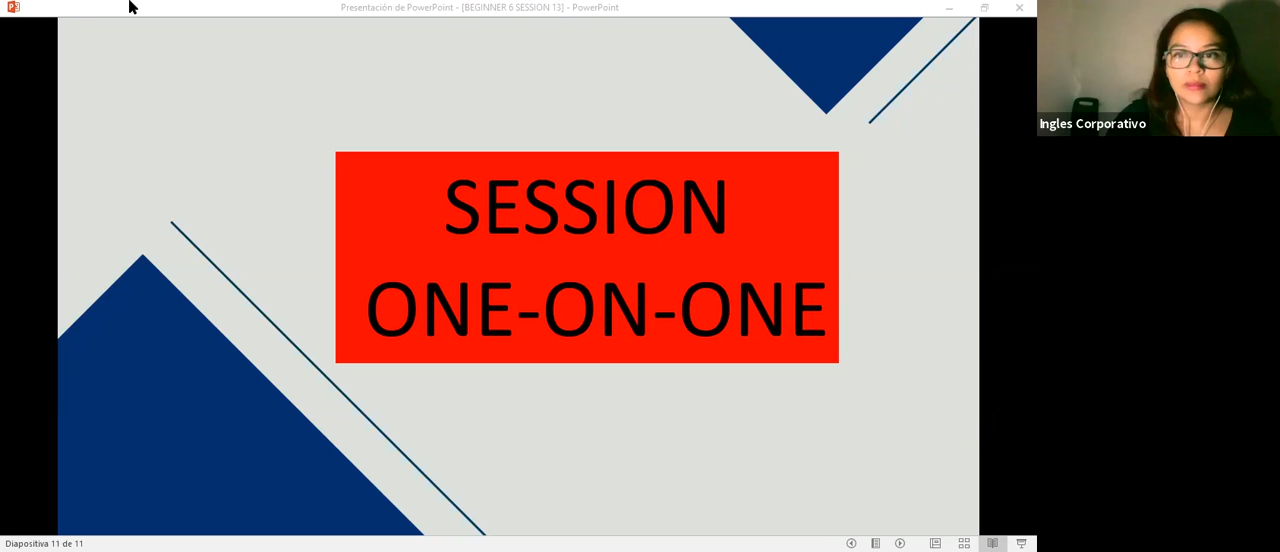 Presentación de PowerPoint - [BEGINNER 6 SESSION 13] - PowerPoint
Ingles Corporativo
SESSION
ONE-ON-ONE
Diapositiva 11 de 11